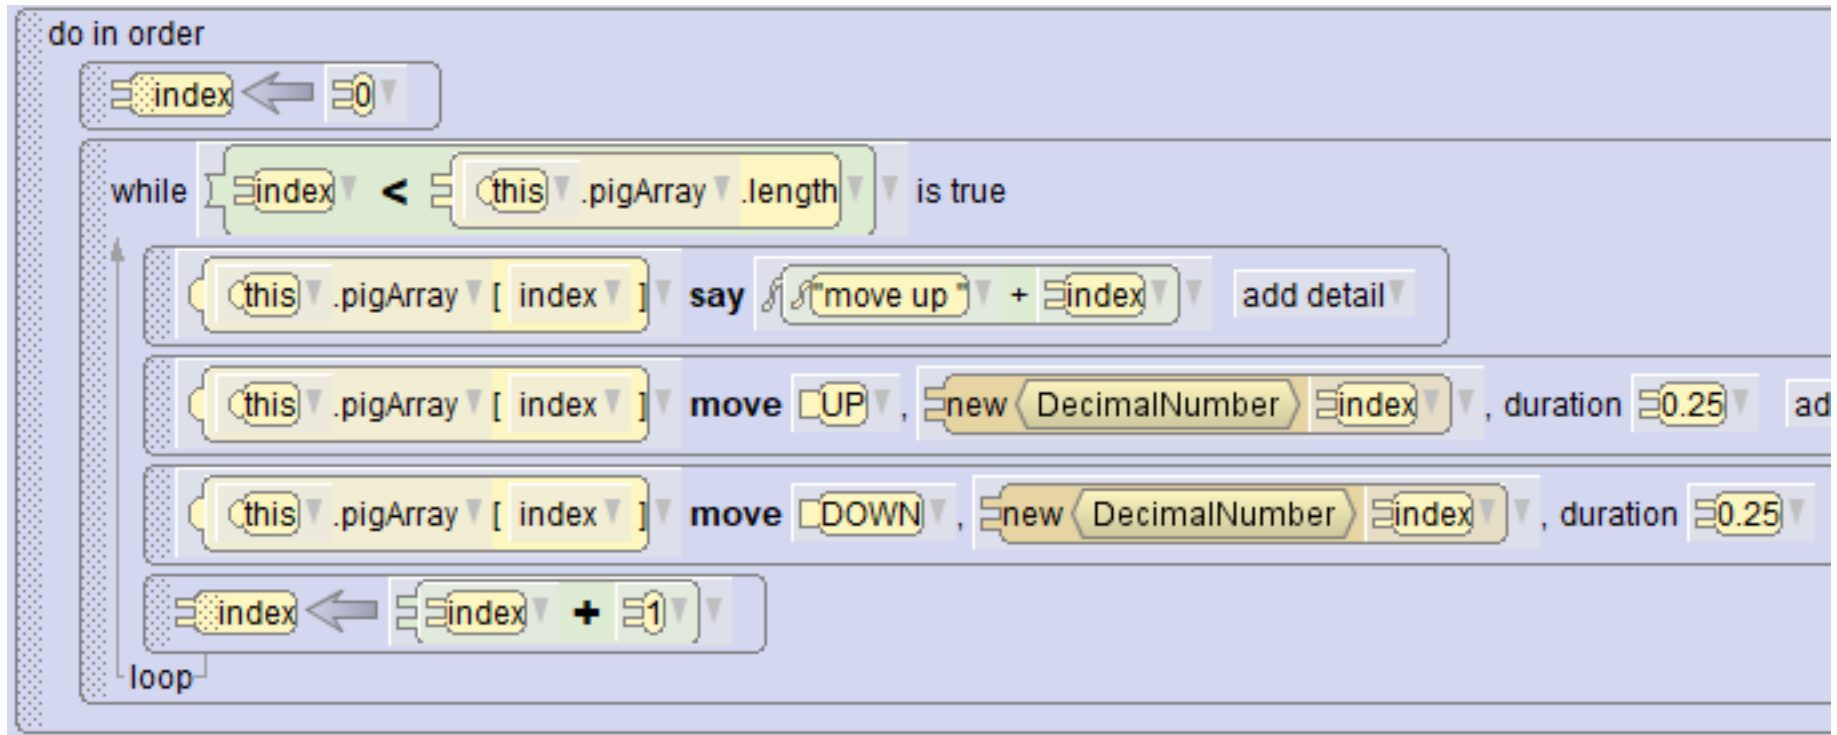 do in order
index 0
while index < this .pigArray .length is true
this .pigArray [ index ] say "move up " + index add detail
this .pigArray [ index ] move UP , new DecimalNumber index , duration 0.25 ad
this .pigArray [ index ] move DOWN , new DecimalNumber index , duration 0.25
index index + 1
loop